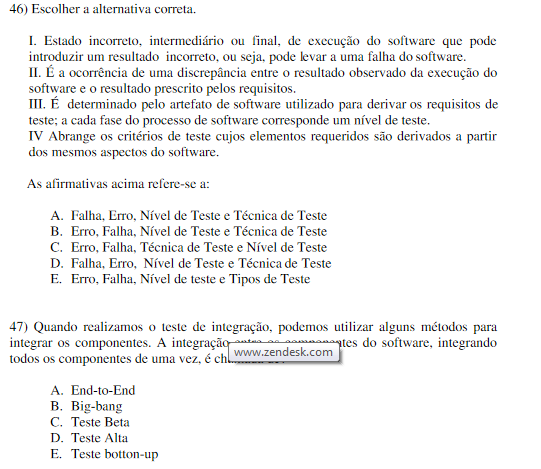 46) Escolher a alternativa correta.
I. Estado incorreto, intermediário ou final, de execução do software que pode
introduzir um resultado incorreto, ou seja, pode levar a uma falha do software.
II. É a ocorrência de uma discrepância entre o resultado observado da execução do
software e o resultado prescrito pelos requisitos.
III. É determinado pelo artefato de software utilizado para derivar os requisitos de
teste; a cada fase do processo de software corresponde um nível de teste.
IV Abrange os critérios de teste cujos elementos requeridos são derivados a partir
dos mesmos aspectos do software.
As afirmativas acima refere-se a:
A. Falha, Erro, Nível de Teste e Técnica de Teste
B. Erro, Falha, Nível de Teste e Técnica de Teste
C. Erro, Falha, Técnica de Teste e Nível de Teste
D. Falha, Erro, Nível de Teste e Técnica de Teste
E. Erro, Falha, Nível de teste e Tipos de Teste
47) Quando realizamos o teste de integração, podemos utilizar alguns métodos para
integrar os componentes. A integração entre os componentes do software, integrando
www.zendesk.com
todos os componentes de uma vez, é
A. End-to-End
B. Big-bang
C. Teste Beta
D. Teste Alta
E. Teste botton-up